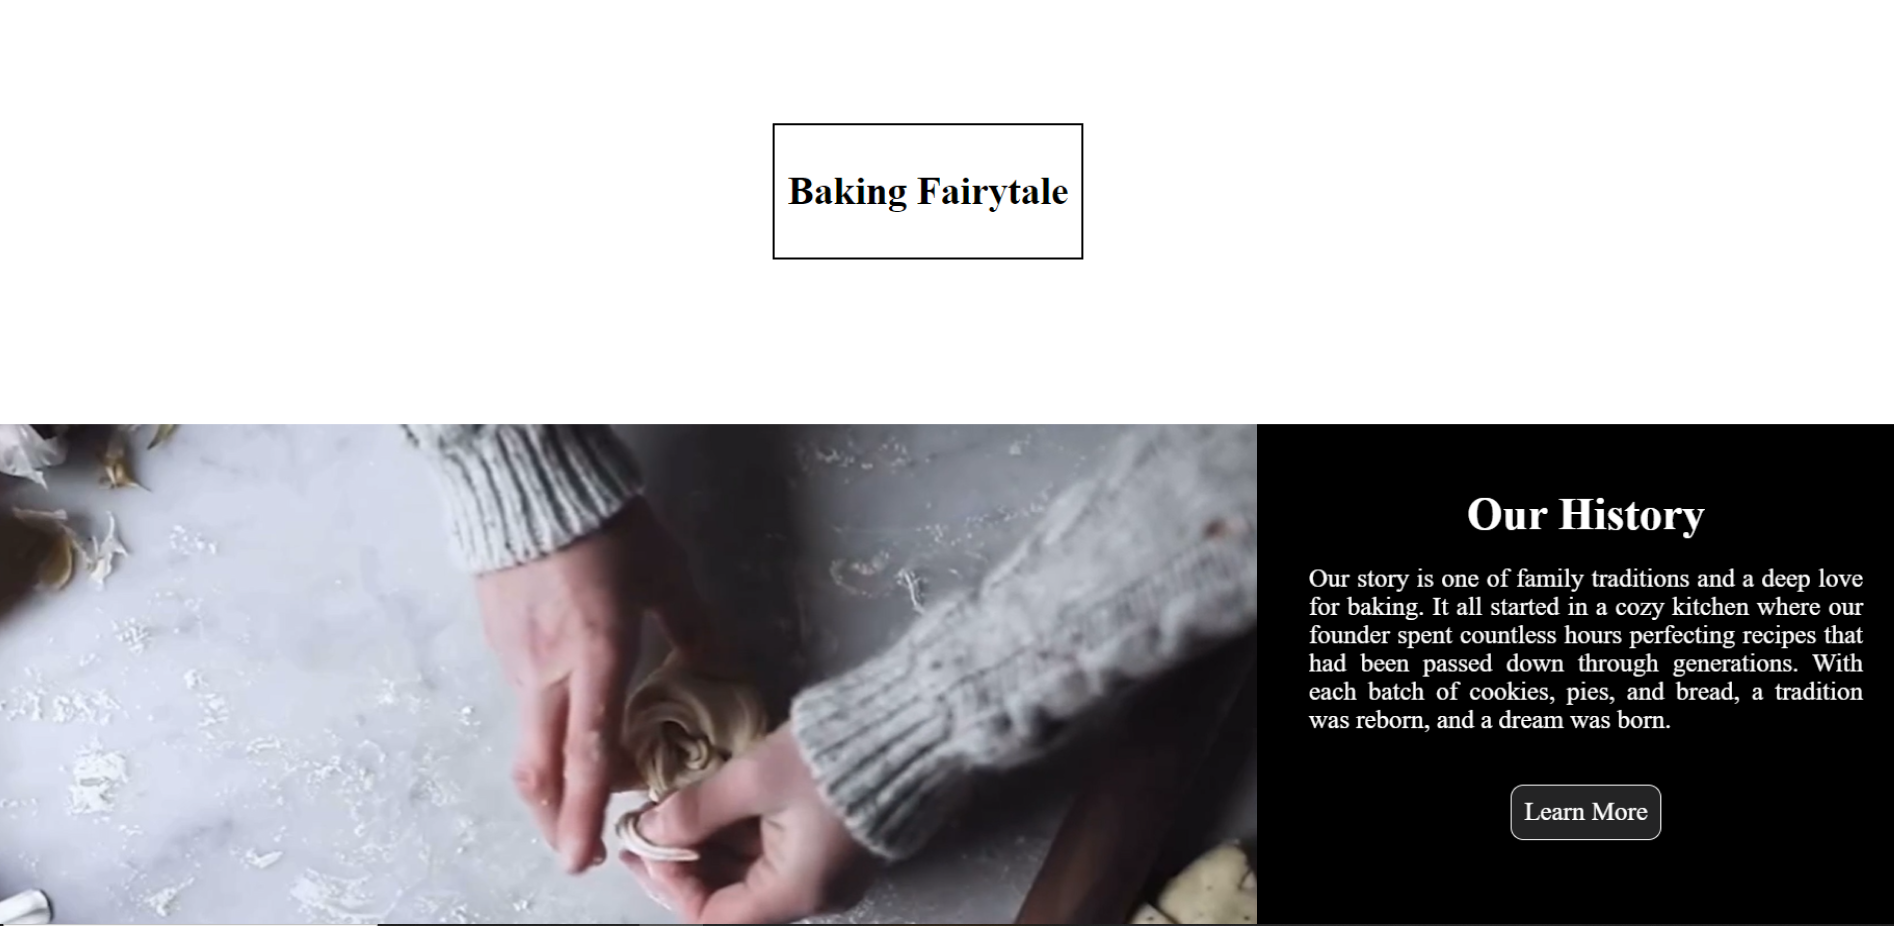 Baking Fairytale
Our History
Our story is one of family traditions and a deep love
for baking. It all started in a cozy kitchen where our
founder spent countless hours perfecting recipes that
had been passed down through generations. With
each batch of cookies, pies, and bread, a tradition
was reborn, and a dream was born.
Learn More